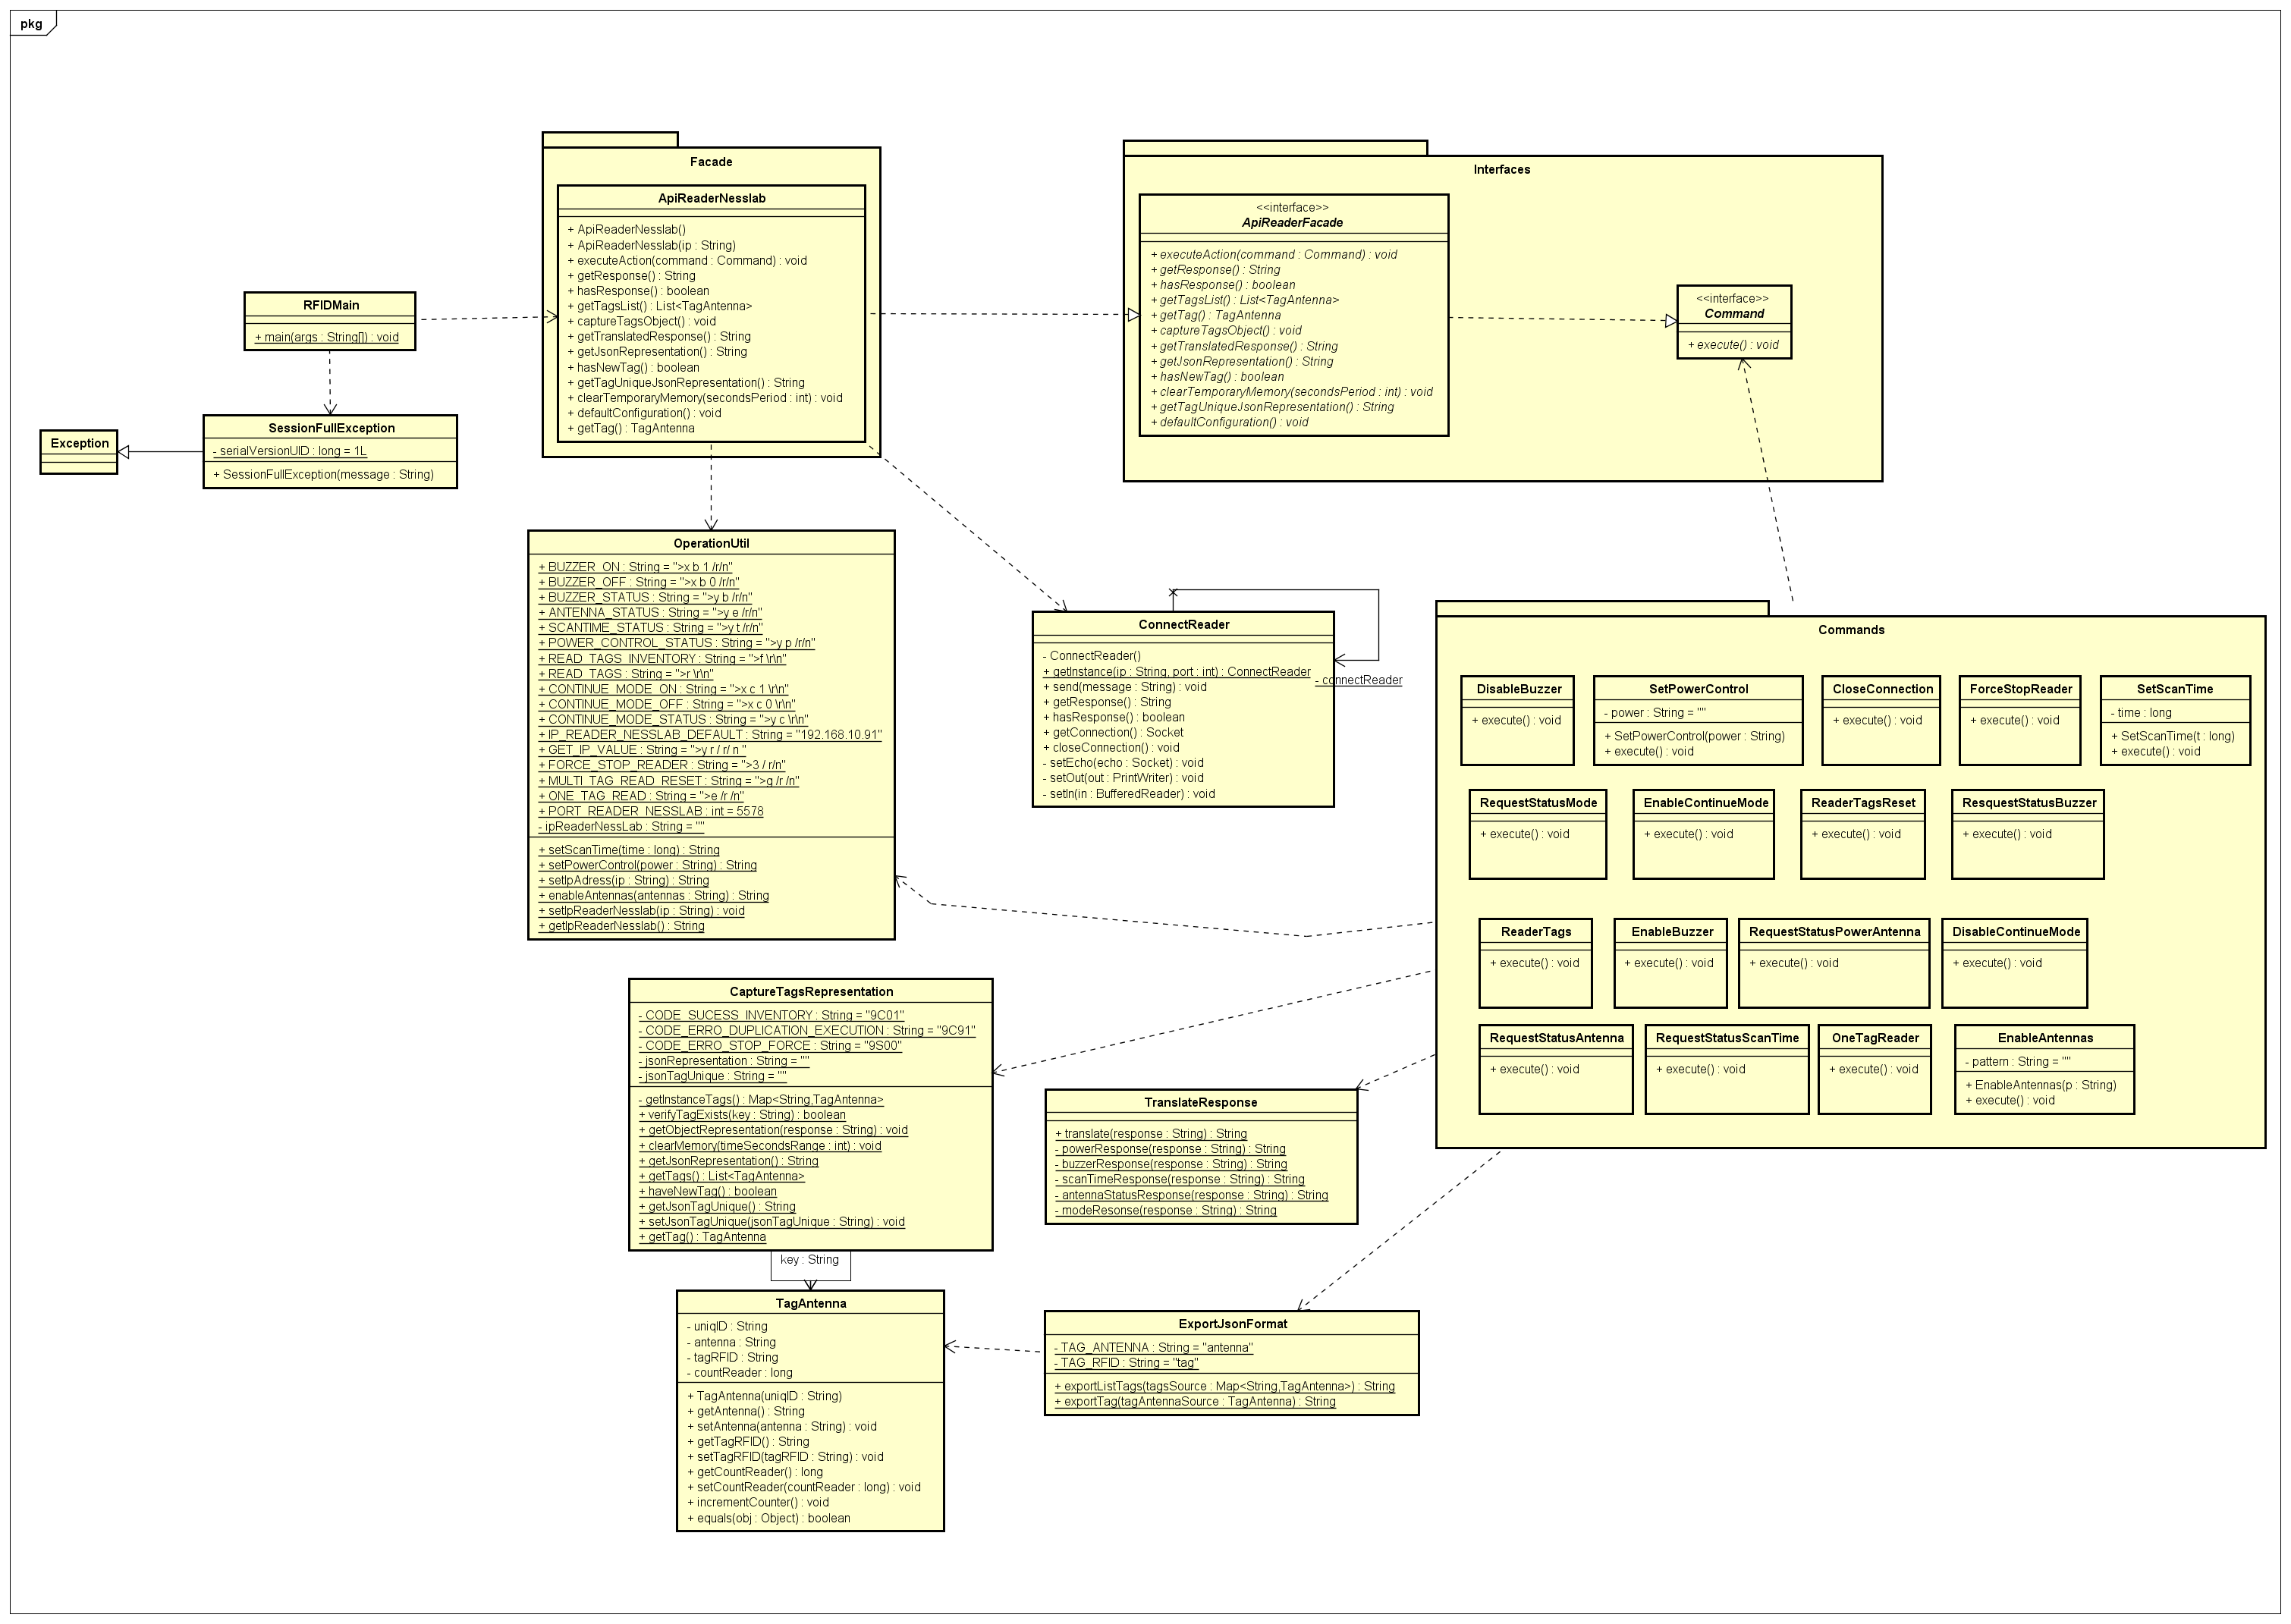 pkg
Facade
ApiReaderNesslab
+ ApiReaderNesslab()
+ ApiReaderNesslab(ip : String)
+ executeAction(command : Command) : void
+ getResponse() : String
+ hasResponse() : boolean
+ getTagsList() : List<TagAntenna>
+ captureTagsObject() : void
+ getTranslatedResponse() : String
+ getJsonRepresentation() : String
+ hasNewTag() : boolean
+ getTagUniqueJsonRepresentation() : String
+ clearTemporaryMemory(secondsPeriod : int) : void
+ defaultConfiguration() : void
+ getTag() : TagAntenna
Interfaces
<<interface>>
ApiReaderFacade
+ executeAction(command : Command) : void
+ getResponse() : String
+ hasResponse() : boolean
+ getTagsList() : List<TagAntenna>
+ getTag() : TagAntenna
+ captureTagsObject() : void
+ getTranslatedResponse() : String
+ getJsonRepresentation() : String
+ hasNewTag() : boolean
+ clearTemporaryMemory(secondsPeriod : int) : void
+ getTagUniqueJsonRepresentation() : String
+ defaultConfiguration() : void
<<interface>>
Command
+ execute() : void
RFIDMain
+ main(args : String[]) : void
Exception
SessionFullException
- serialVersionUID : long = 1L
+ SessionFullException(message : String)
OperationUtil
+ BUZZER_ON : String = ">x b 1 /r/n"
+ BUZZER_OFF : String = ">x b 0 /r/n"
+ BUZZER_STATUS : String = ">y b /r/n"
+ ANTENNA_STATUS : String = ">y e /r/n"
+ SCANTIME_STATUS : String = ">y t /r/n"
+ POWER_CONTROL_STATUS : String = ">y p /r/n"
+ READ_TAGS_INVENTORY : String = ">f \r\n"
+ READ_TAGS : String = ">r \r\n"
+ CONTINUE_MODE_ON : String = ">x c 1 \r\n"
+ CONTINUE_MODE_OFF : String = ">x c 0 \r\n"
+ CONTINUE_MODE_STATUS : String = ">y c \r\n"
+ IP_READER_NESSLAB_DEFAULT : String = "192.168.10.91"
+ GET_IP_VALUE : String = ">y r / r/ n "
+ FORCE_STOP_READER : String = ">3 / r/n"
+ MULTI_TAG_READ_RESET : String = ">g /r /n"
+ ONE_TAG_READ : String = ">e /r /n"
+ PORT_READER_NESSLAB : int = 5578
- ipReaderNessLab : String = ""
+ setScanTime(time : long) : String
+ setPowerControl(power : String) : String
+ setIpAdress(ip : String) : String
+ enableAntennas(antennas : String) : String
+ setIpReaderNesslab(ip : String) : void
+ getIpReaderNesslab() : String
ConnectReader
- ConnectReader()
+ getInstance(ip : String, port : int) : ConnectReader
+ send(message : String) : void
+ getResponse() : String
+ hasResponse() : boolean
+ getConnection() : Socket
+ closeConnection() : void
- setEcho(echo : Socket) : void
- setOut(out : PrintWriter) : void
- setIn(in : BufferedReader) : void
- connectReader
Commands
DisableBuzzer
+ execute() : void
SetPowerControl
- power : String = ""
+ SetPowerControl(power : String)
+ execute() : void
CloseConnection
+ execute() : void
ForceStopReader
+ execute() : void
SetScanTime
- time : long
+ SetScanTime(t : long)
+ execute() : void
RequestStatusMode
+ execute() : void
EnableContinueMode
+ execute() : void
ReaderTagsReset
+ execute() : void
ResquestStatusBuzzer
+ execute() : void
ReaderTags
+ execute() : void
EnableBuzzer
+ execute() : void
RequestStatusPowerAntenna
+ execute() : void
DisableContinueMode
+ execute() : void
RequestStatusAntenna
+ execute() : void
RequestStatusScanTime
+ execute() : void
OneTagReader
+ execute() : void
EnableAntennas
- pattern : String = ""
+ EnableAntennas(p : String)
+ execute() : void
CaptureTagsRepresentation
- CODE_SUCESS_INVENTORY : String = "9C01"
- CODE_ERRO_DUPLICATION_EXECUTION : String = "9C91"
- CODE_ERRO_STOP_FORCE : String = "9S00"
- jsonRepresentation : String = ""
- jsonTagUnique : String = ""
- getInstanceTags() : Map<String,TagAntenna>
+ verifyTagExists(key : String) : boolean
+ getObjectRepresentation(response : String) : void
+ clearMemory(timeSecondsRange : int) : void
+ getJsonRepresentation() : String
+ getTags() : List<TagAntenna>
+ haveNewTag() : boolean
+ getJsonTagUnique() : String
+ setJsonTagUnique(jsonTagUnique : String) : void
+ getTag() : TagAntenna
key : String
TranslateResponse
+ translate(response : String) : String
- powerResponse(response : String) : String
- buzzerResponse(response : String) : String
- scanTimeResponse(response : String) : String
- antennaStatusResponse(response : String) : String
- modeResonse(response : String) : String
TagAntenna
- uniqID : String
- antenna : String
- tagRFID : String
- countReader : long
+ TagAntenna(uniqID : String)
+ getAntenna() : String
+ setAntenna(antenna : String) : void
+ getTagRFID() : String
+ setTagRFID(tagRFID : String) : void
+ getCountReader() : long
+ setCountReader(countReader : long) : void
+ incrementCounter() : void
+ equals(obj : Object) : boolean
ExportJsonFormat
- TAG_ANTENNA : String = "antenna"
- TAG_RFID : String = "tag"
+ exportListTags(tagsSource : Map<String,TagAntenna>) : String
+ exportTag(tagAntennaSource : TagAntenna) : String